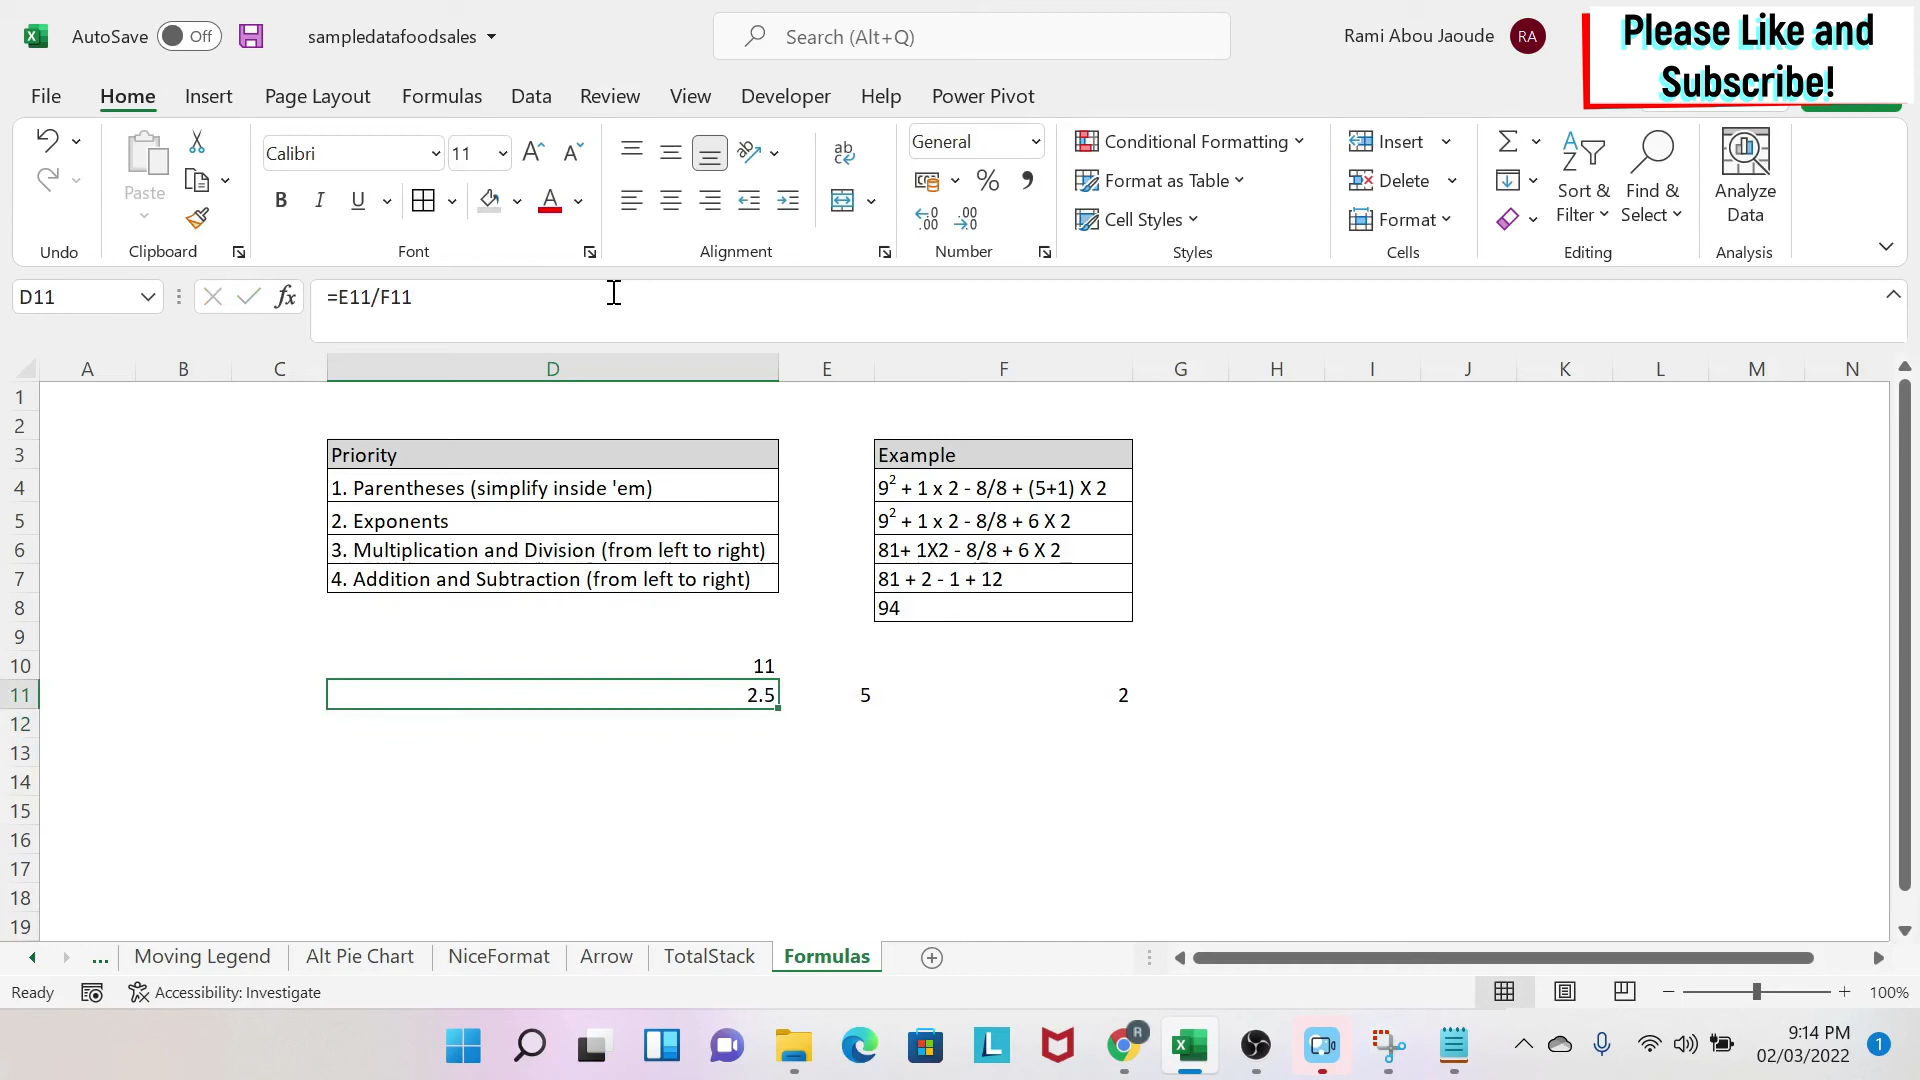 AutoSave Off sampledatafoodsales Search (Alt+Q) Rami Abou Jaoude RA
Please Like and
Subscribe!
File Home Insert Page Layout Formulas Data Review View Developer Help Power Pivot
Paste
Calibri 11
B I U
ab
General
Conditional Formatting
Format as Table
Cell Styles
Insert
Delete
Format
Sort &
Filter
Find &
Select
Analyze
Data
Undo Clipboard Font Alignment Number Styles Cells Editing Analysis
D11 fx =E11/F11
A B C D E F G H I J K L M N
1
2
3 Priority Example
4 1. Parentheses (simplify inside 'em) 9² + 1 x 2 - 8/8 + (5+1) X 2
5 2. Exponents 9² + 1 x 2 - 8/8 + 6 X 2
6 3. Multiplication and Division (from left to right) 81+ 1X2 - 8/8 + 6 X 2
7 4. Addition and Subtraction (from left to right) 81 + 2 - 1 + 12
8 94
9
10 11
11 2.5 5 2
12
13
14
15
16
17
18
19
... Moving Legend Alt Pie Chart NiceFormat Arrow TotalStack Formulas
Ready Accessibility: Investigate 100%
9:14 PM
02/03/2022
1